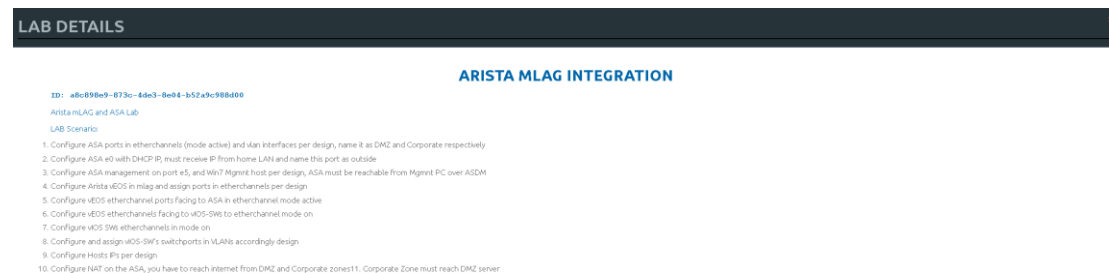 LAB DETAILS
ARISTA MLAG INTEGRATION
ID: a8c898e9-873c-4de3-8e04-b52a9c988d00
Arista mLAG and ASA Lab
LAB Scenario:
1. Configure ASA ports in etherchannels (mode active) and vlan interfaces per design, name it as DMZ and Corporate respectively
2. Configure ASA e0 with DHCP IP, must receive IP from home LAN and name this port as outside
3. Configure ASA management on port e5, and Win7 Mgmnt host per design, ASA must be reachable from Mgmnt PC over ASDM
4. Configure Arista vEOS in mlag and assign ports in etherchannels per design
5. Configure vEOS etherchannel ports facing to ASA in etherchannel mode active
6. Configure vEOS etherchannels facing to vIOS-SWs to etherchannel mode on
7. Configure vIOS SWs etherchannels in mode on
8. Configure and assign vIOS-SW's switchports in VLANs accordingly design
9. Configure Hosts IPs per design
10. Configure NAT on the ASA, you have to reach internet from DMZ and Corporate zones11. Corporate Zone must reach DMZ server